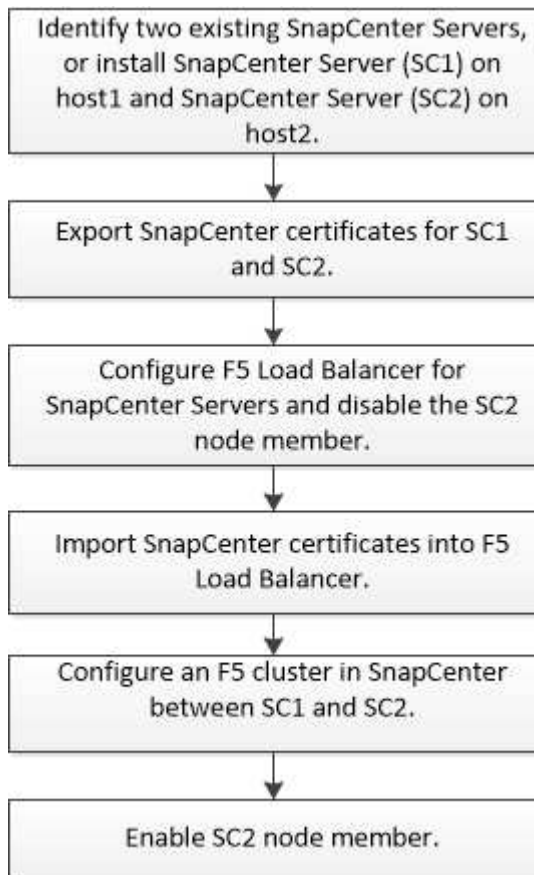 Identify two existing SnapCenter Servers,
or install SnapCenter Server (SC1) on
host1 and SnapCenter Server (SC2) on
host2.
Export SnapCenter certificates for SC1
and SC2.
Configure F5 Load Balancer for
SnapCenter Servers and disable the SC2
node member.
Import SnapCenter certificates into F5
Load Balancer.
Configure an F5 cluster in SnapCenter
between SC1 and SC2.
Enable SC2 node member.